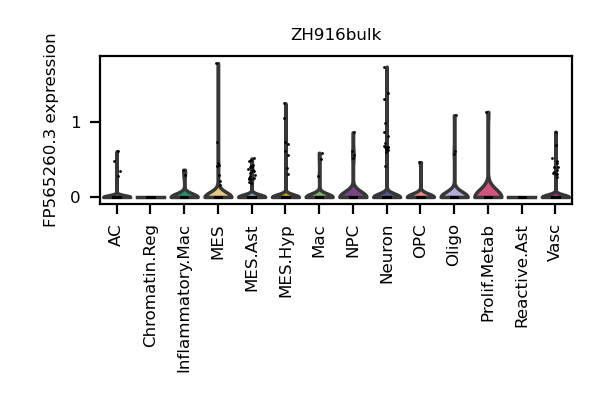 ZH916bulk
FP565260.3 expression
1
0
AC
Chromatin.Reg
Inflammatory.Mac
MES
MES.Ast
MES.Hyp
Mac
NPC
Neuron
OPC
Oligo
Prolif.Metab
Reactive.Ast
Vasc